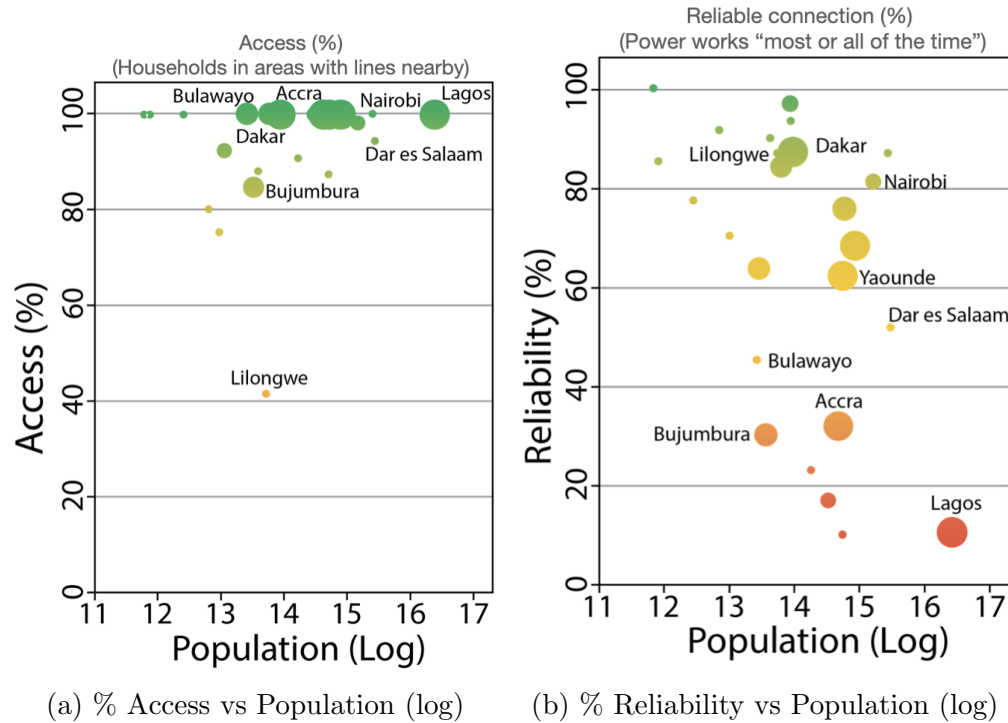 Access (%)
(Households in areas with lines nearby)
Access (%)
100
80
60
40
20
0
Bulawayo
Accra
Nairobi
Lagos
Dakar
Dar es Salaam
Bujumbura
Lilongwe
11 12 13 14 15 16 17
Population (Log)
(a) % Access vs Population (log)
Reliable connection (%)
(Power works “most or all of the time”)
Reliability (%)
100
80
60
40
20
0
Lilongwe
Dakar
Nairobi
Yaounde
Dar es Salaam
Bulawayo
Accra
Bujumbura
Lagos
11 12 13 14 15 16 17
Population (Log)
(b) % Reliability vs Population (log)